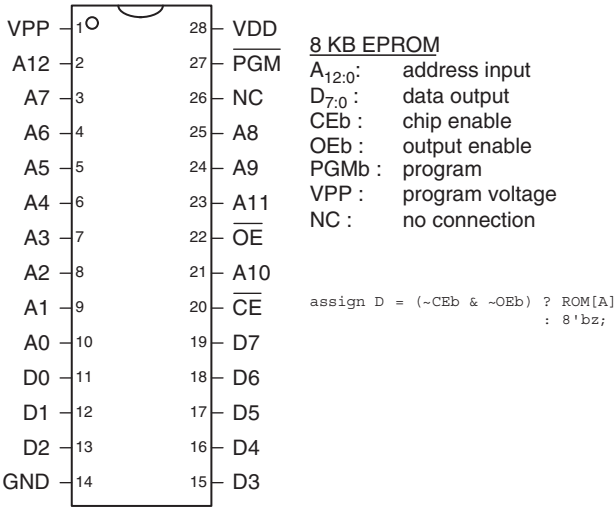 VPP 1 28 VDD
A12 2 27 PGM
A7 3 26 NC
A6 4 25 A8
A5 5 24 A9
A4 6 23 A11
A3 7 22 OE
A2 8 21 A10
A1 9 20 CE
A0 10 19 D7
D0 11 18 D6
D1 12 17 D5
D2 13 16 D4
GND 14 15 D3
8 KB EPROM
A12:0: address input
D7:0 : data output
CEb : chip enable
OEb : output enable
PGMb : program
VPP : program voltage
NC : no connection
assign D = (~CEb & ~OEb) ? ROM[A]
: 8'bz;